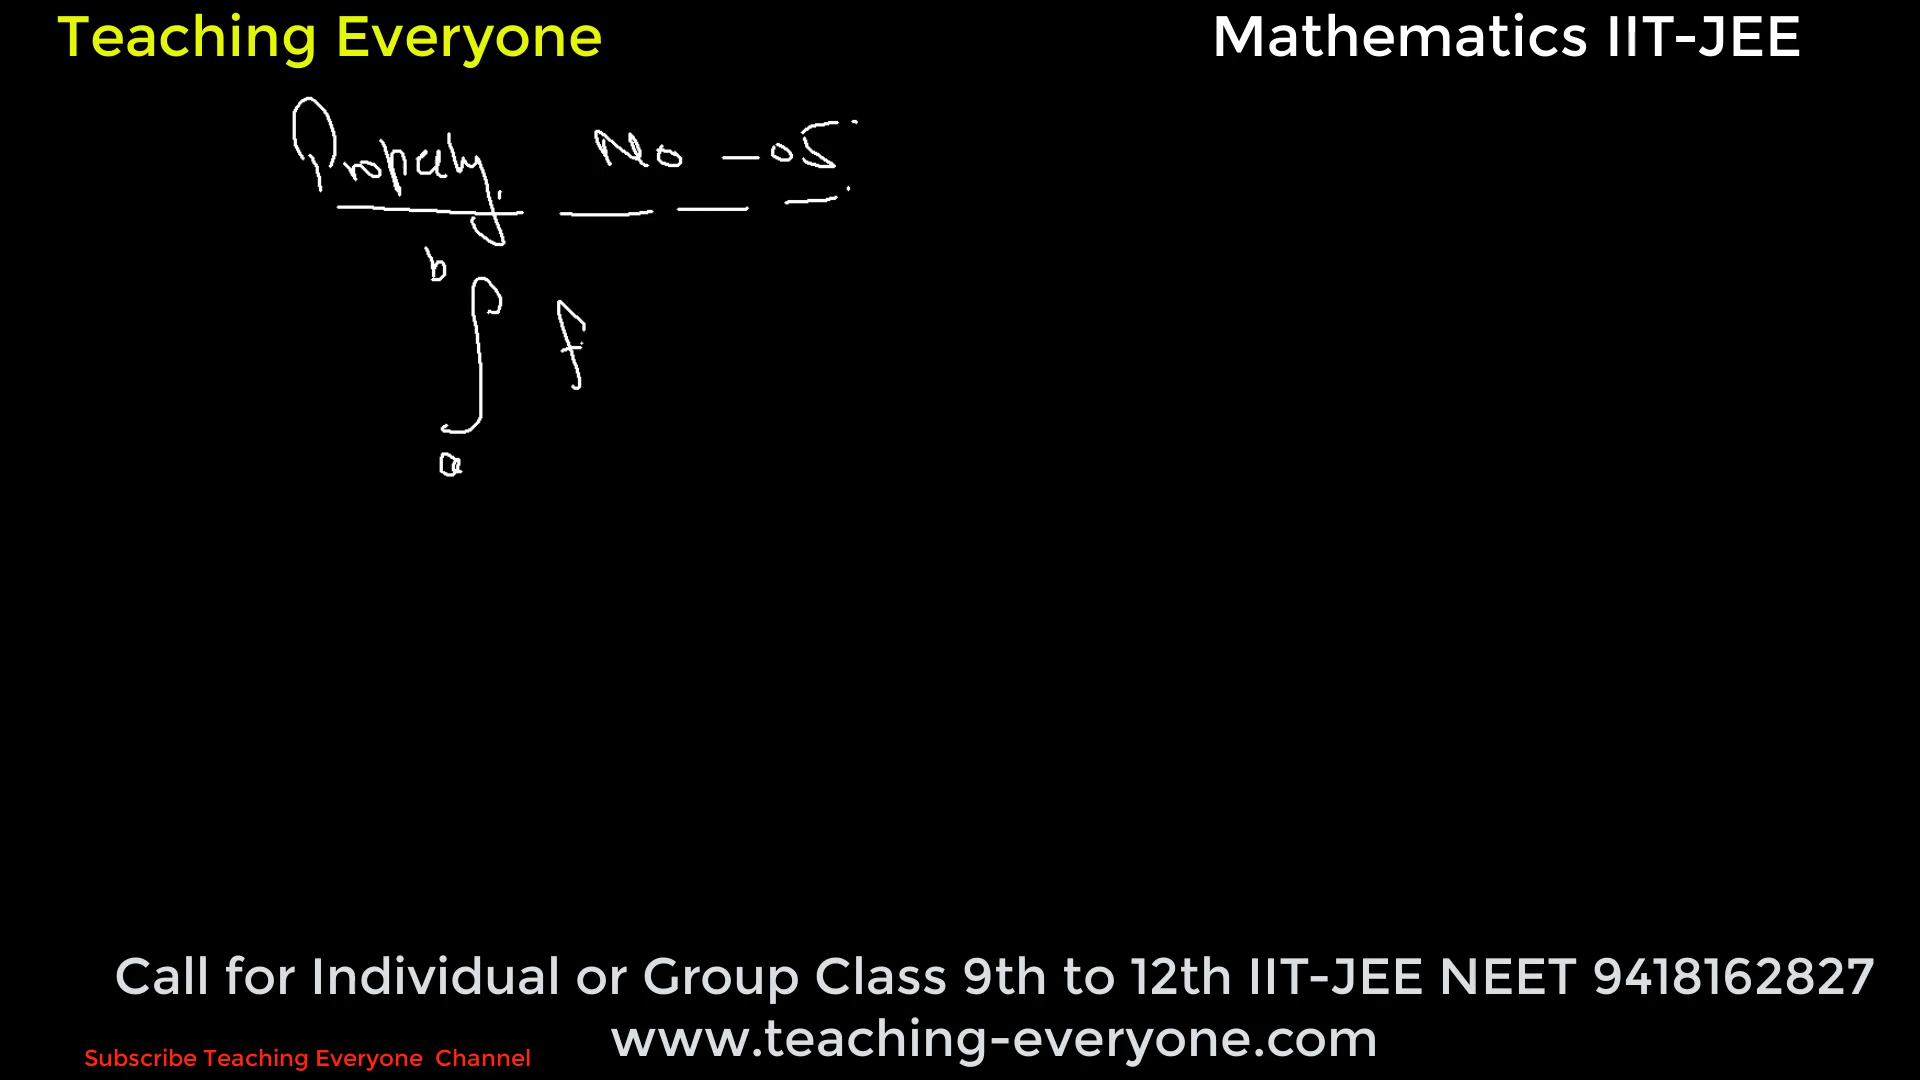 Teaching Everyone
Mathematics IIT-JEE
Property No - 05
b
∫ f
a
Call for Individual or Group Class 9th to 12th IIT-JEE NEET 9418162827
www.teaching-everyone.com
Subscribe Teaching Everyone Channel